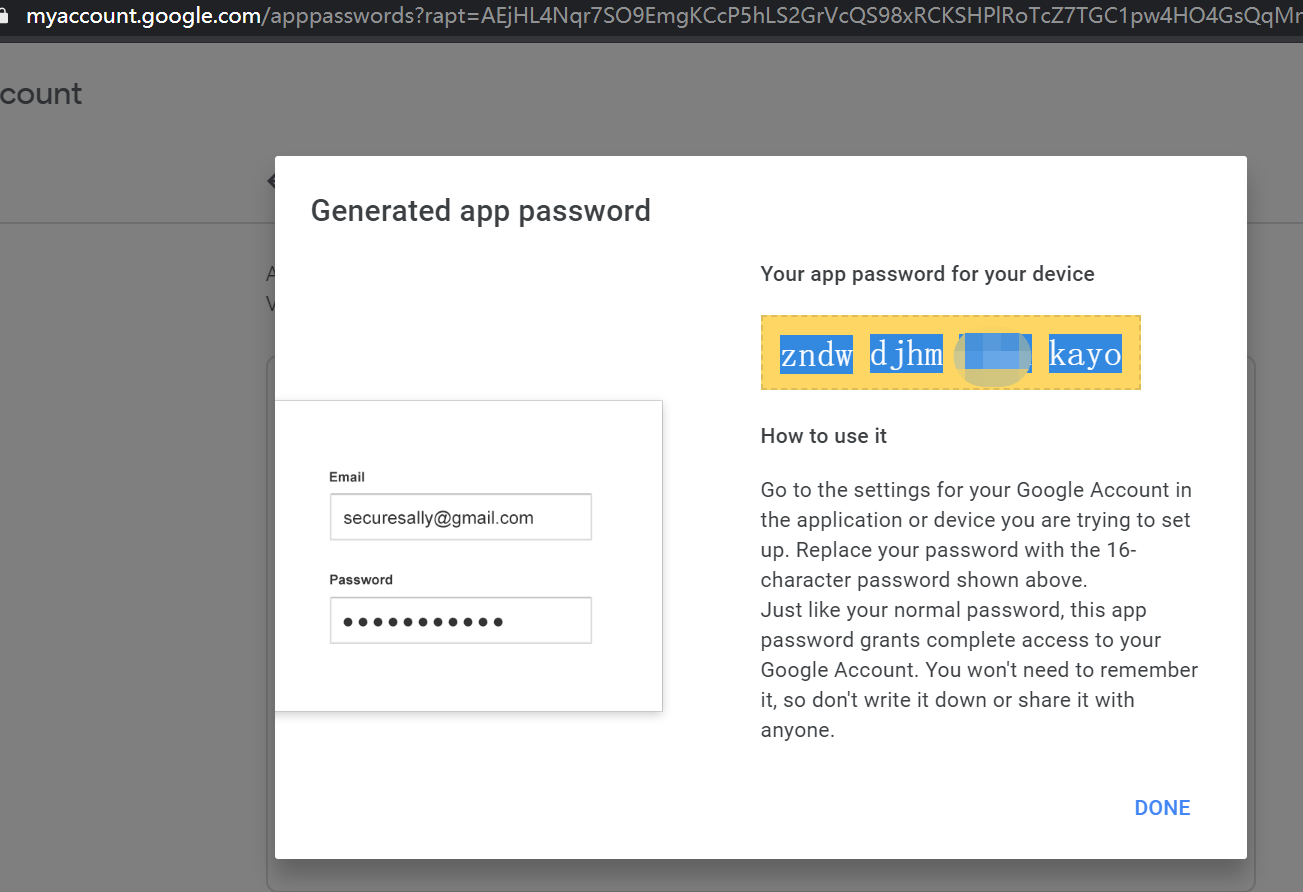 myaccount.google.com/apppasswords?rapt=AEjHL4Nqr7SO9EmgKCcP5hLS2GrVcQS98xRCKSHPlRoTcZ7TGC1pw4HO4GsQqMr
count
Generated app password
Your app password for your device
zndw djhm kayo
How to use it
Email
securesally@gmail.com
Password
Go to the settings for your Google Account in
the application or device you are trying to set
up. Replace your password with the 16-
character password shown above.
Just like your normal password, this app
password grants complete access to your
Google Account. You won't need to remember
it, so don't write it down or share it with
anyone.
DONE